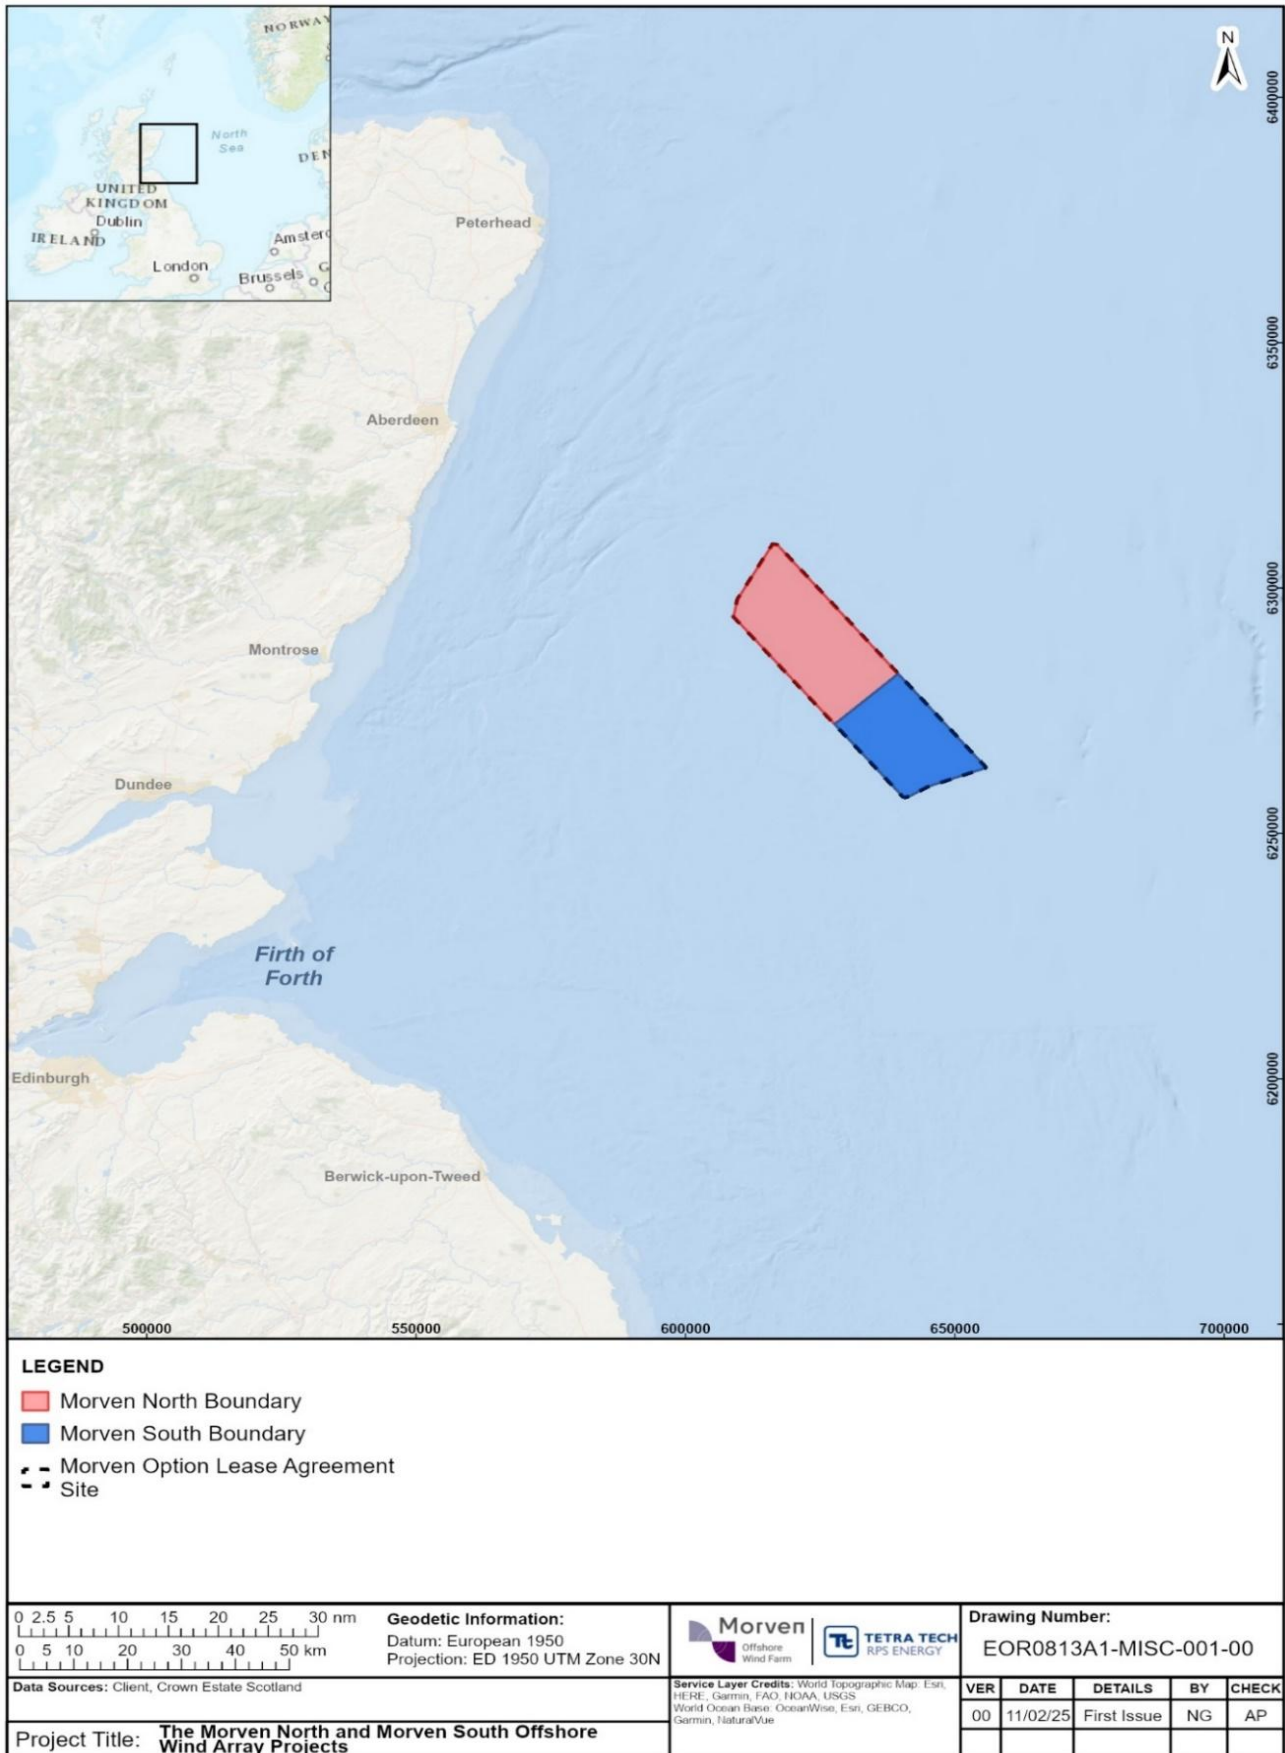 NORWAY
North
Sea
DEN
UNITED
KINGDOM
Dublin
IRELAND
Amsterd
London
Brussels
G
N
Peterhead
Aberdeen
Montrose
Dundee
Firth of
Forth
Edinburgh
Berwick-upon-Tweed
6400000
6350000
6300000
6250000
6200000
500000 550000 600000 650000 700000
LEGEND
Morven North Boundary
Morven South Boundary
Morven Option Lease Agreement
Site
0 2.5 5 10 15 20 25 30 nm
0 5 10 20 30 40 50 km
Geodetic Information:
Datum: European 1950
Projection: ED 1950 UTM Zone 30N
Morven
Offshore
Wind Farm
Tt TETRA TECH
RPS ENERGY
Drawing Number:
EOR0813A1-MISC-001-00
Data Sources: Client, Crown Estate Scotland
Service Layer Credits: World Topographic Map: Esri,
HERE, Garmin, FAO, NOAA, USGS
World Ocean Base: OceanWise, Esri, GEBCO,
Garmin, NaturalVue
VER DATE DETAILS BY CHECK
00 11/02/25 First Issue NG AP
Project Title: The Morven North and Morven South Offshore
Wind Array Projects